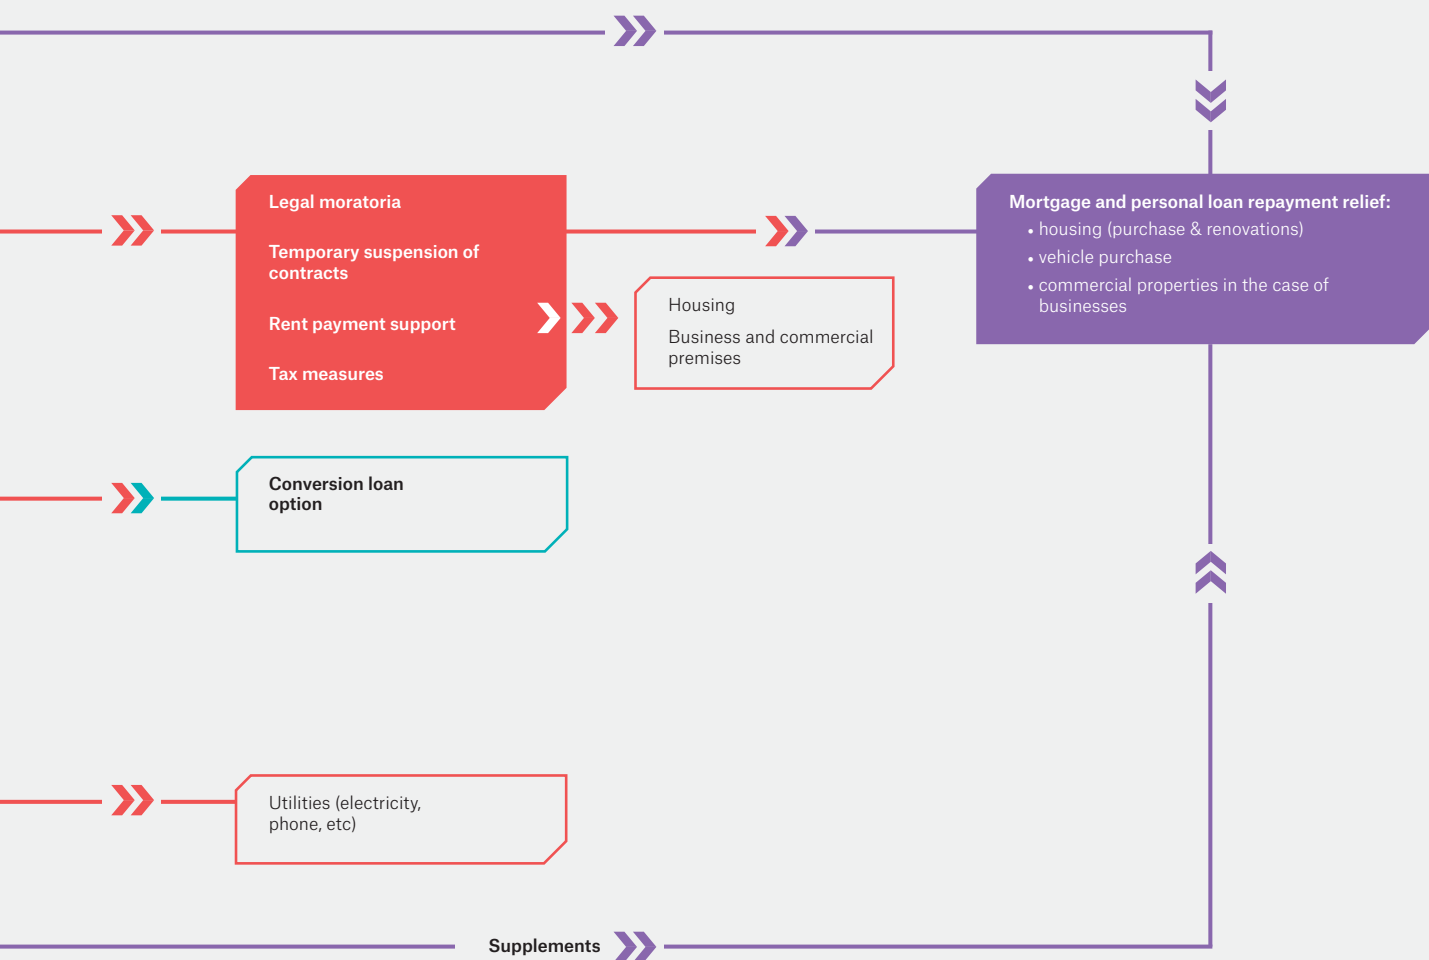 Legal moratoria
Temporary suspension of
contracts
Rent payment support
Tax measures
Housing
Business and commercial
premises
Mortgage and personal loan repayment relief:
• housing (purchase & renovations)
• vehicle purchase
• commercial properties in the case of
businesses
Conversion loan
option
Utilities (electricity,
phone, etc)
Supplements